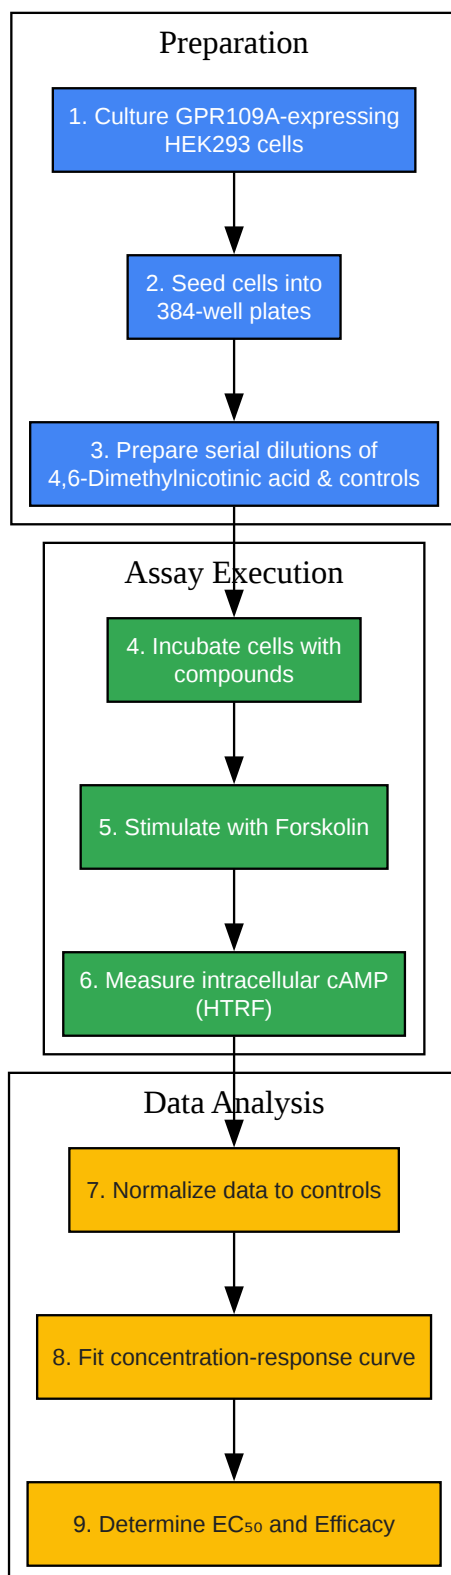 Preparation
1. Culture GPR109A-expressing
HEK293 cells
2. Seed cells into
384-well plates
3. Prepare serial dilutions of
4,6-Dimethylnicotinic acid & controls
Assay Execution
4. Incubate cells with
compounds
5. Stimulate with Forskolin
6. Measure intracellular cAMP
(HTRF)
Data Analysis
7. Normalize data to controls
8. Fit concentration-response curve
9. Determine EC₅₀ and Efficacy